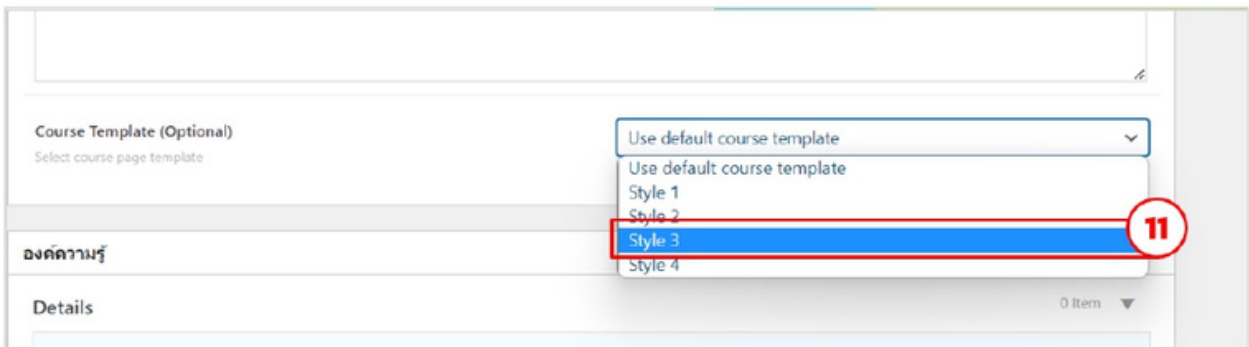 Course Template (Optional)
Select course page template
Use default course template
Use default course template
Style 1
Style 2
Style 3
Style 4
11
องค์ความรู้
Details
0 Item